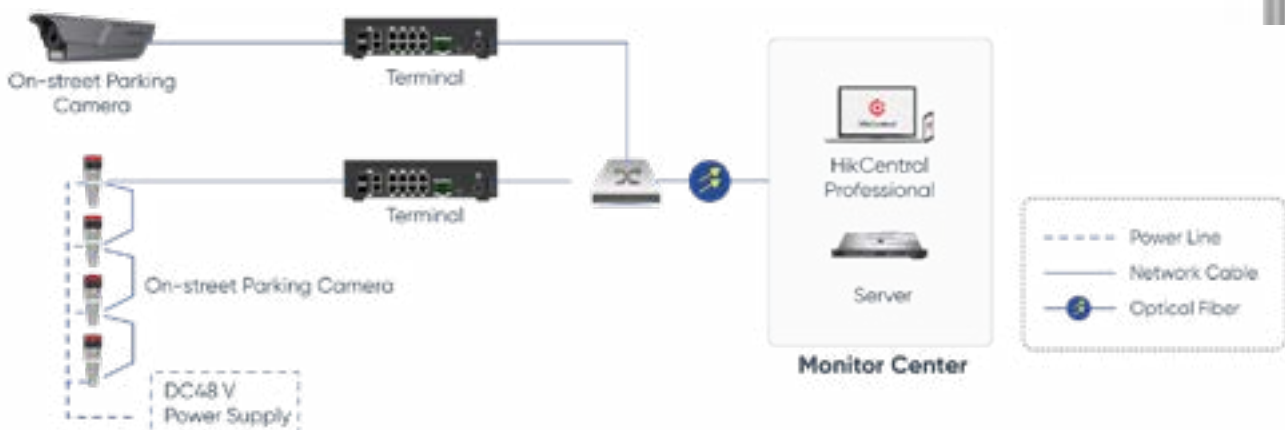 On-street Parking
Camera
Terminal
Terminal
On-street Parking Camera
DC48 V
Power Supply
HikCentral
Professional
Server
Monitor Center
Power Line
Network Cable
Optical Fiber